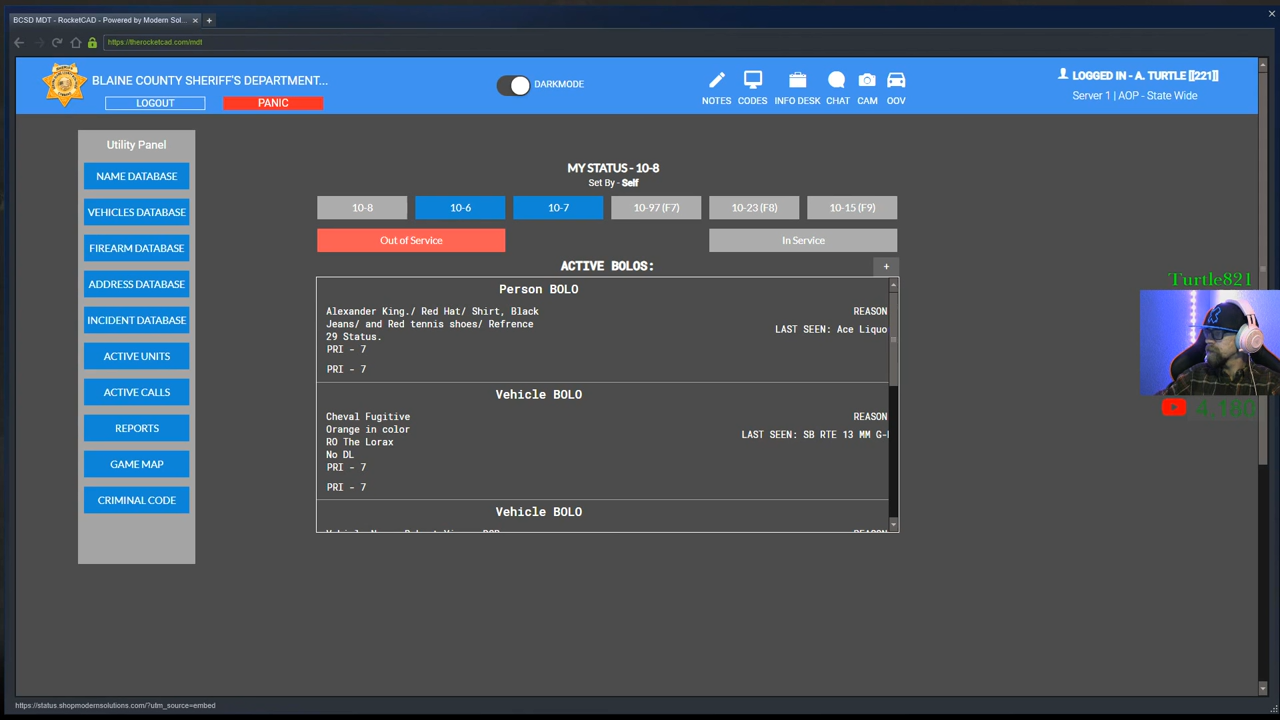 BCSD MDT - RocketCAD - Powered by Modern Sol...
https://therocketcad.com/mdt
BLAINE COUNTY SHERIFF'S DEPARTMENT...
LOGOUT
PANIC
DARKMODE
NOTES
CODES
INFO DESK
CHAT
CAM
OOV
LOGGED IN - A. TURTLE [[221]]
Server 1 | AOP - State Wide
Utility Panel
NAME DATABASE
VEHICLES DATABASE
FIREARM DATABASE
ADDRESS DATABASE
INCIDENT DATABASE
ACTIVE UNITS
ACTIVE CALLS
REPORTS
GAME MAP
CRIMINAL CODE
MY STATUS - 10-8
Set By - Self
10-8
10-6
10-7
10-97 (F7)
10-23 (F8)
10-15 (F9)
Out of Service
In Service
ACTIVE BOLOS:
+
Person BOLO
Alexander King./ Red Hat/ Shirt, Black
Jeans/ and Red tennis shoes/ Refrence
29 Status.
PRI - 7
PRI - 7
REASON
LAST SEEN: Ace Liquo
Vehicle BOLO
Cheval Fugitive
Orange in color
RO The Lorax
No DL
PRI - 7
PRI - 7
REASON
LAST SEEN: SB RTE 13 MM G-
Vehicle BOLO
REASON
Turtle821
4,180
https://status.shopmodernsolutions.com/?utm_source=embed